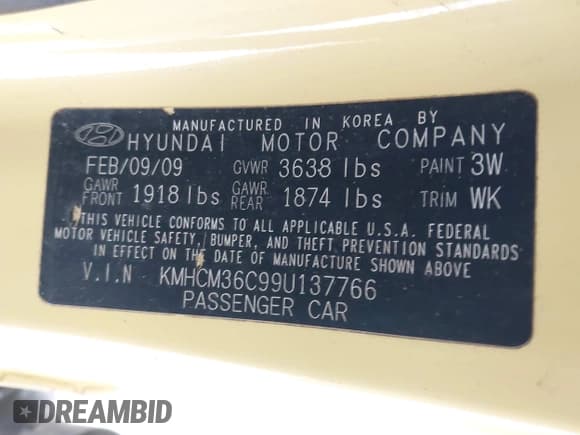 MANUFACTURED IN KOREA BY
HYUNDAI MOTOR COMPANY
FEB/09/09 GVWR 3638 lbs PAINT 3W
GAWR FRONT 1918 lbs GAWR REAR 1874 lbs TRIM WK
THIS VEHICLE CONFORMS TO ALL APPLICABLE U.S.A. FEDERAL
MOTOR VEHICLE SAFETY, BUMPER, AND THEFT PREVENTION STANDARDS
IN EFFECT ON THE DATE OF MANUFACTURE SHOWN ABOVE
V.I.N KMHCM36C99U137766
PASSENGER CAR
DREAMBID